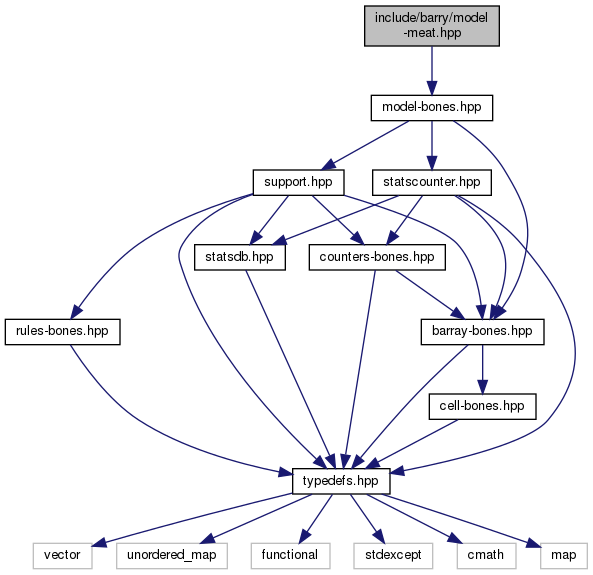 include/barry/model
-meat.hpp
model-bones.hpp
support.hpp
statscounter.hpp
statsdb.hpp
counters-bones.hpp
rules-bones.hpp
barray-bones.hpp
cell-bones.hpp
typedefs.hpp
vector
unordered_map
functional
stdexcept
cmath
map